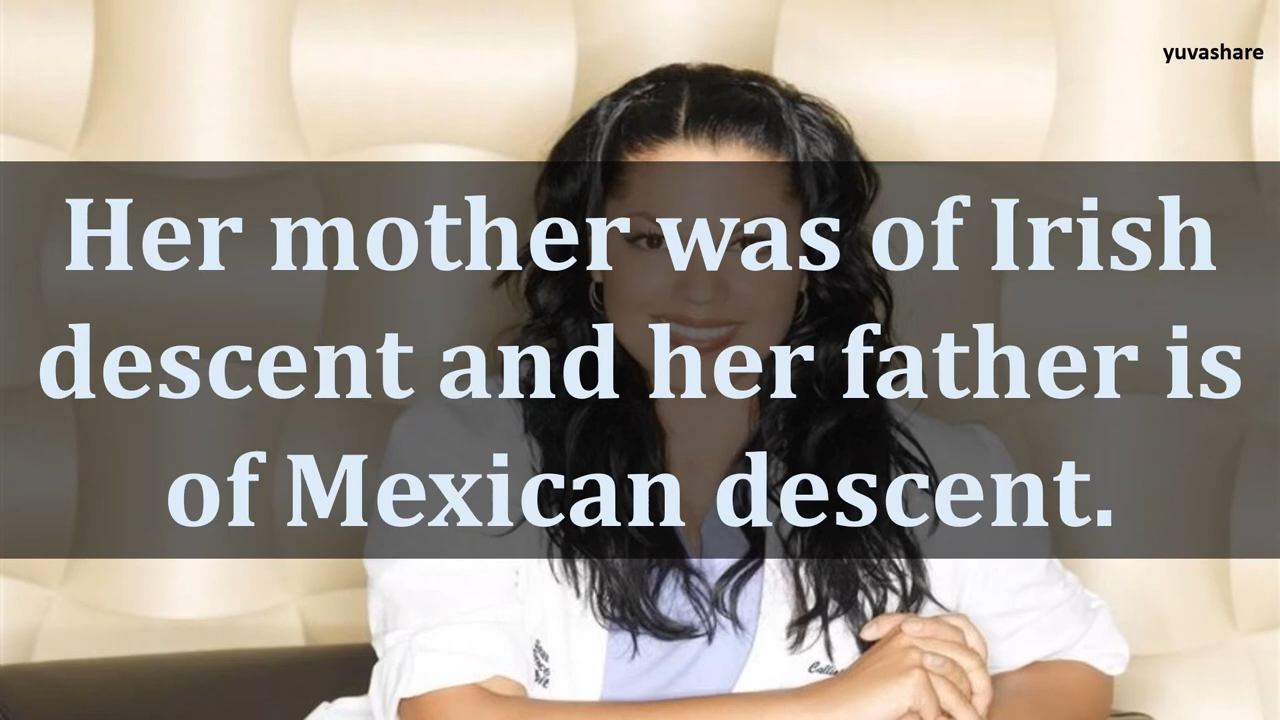 yuvashare
Her mother was of Irish
descent and her father is
of Mexican descent.